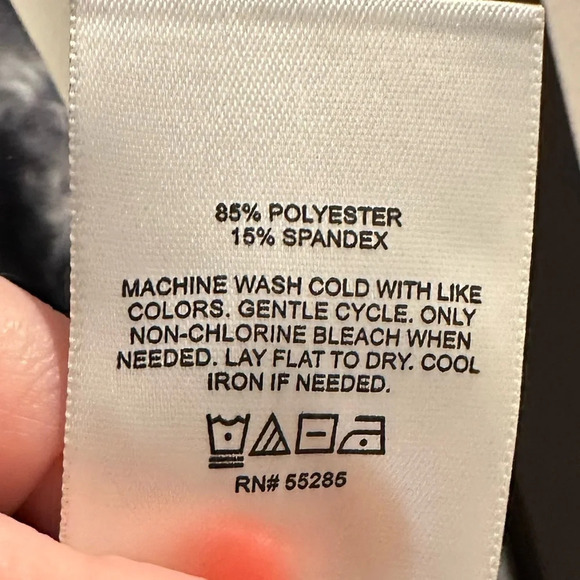 85% POLYESTER
15% SPANDEX
MACHINE WASH COLD WITH LIKE
COLORS. GENTLE CYCLE. ONLY
NON-CHLORINE BLEACH WHEN
NEEDED. LAY FLAT TO DRY. COOL
IRON IF NEEDED.
RN# 55285